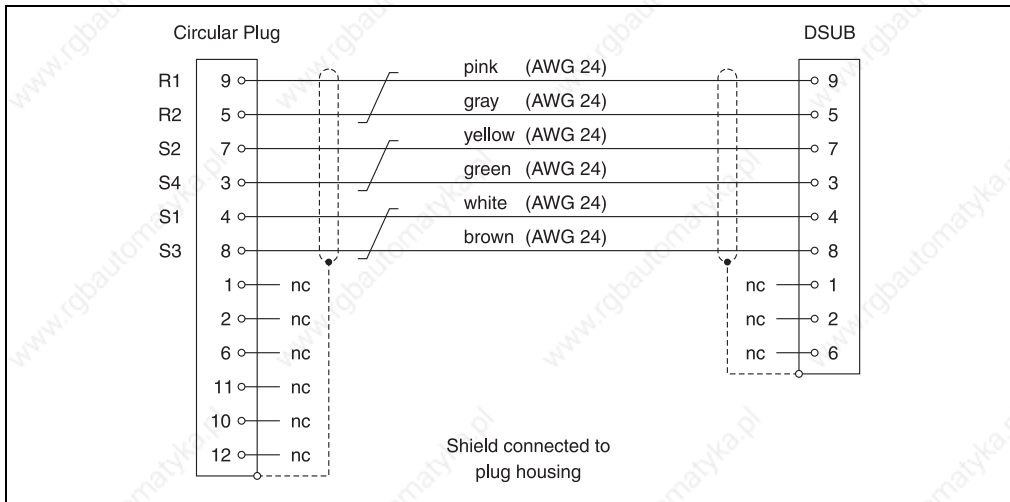 Circular Plug DSUB
R1 9 pink (AWG 24) 9
R2 5 gray (AWG 24) 5
S2 7 yellow (AWG 24) 7
S4 3 green (AWG 24) 3
S1 4 white (AWG 24) 4
S3 8 brown (AWG 24) 8
1 nc nc 1
2 nc nc 2
6 nc nc 6
11 nc
10 nc
12 nc
Shield connected to
plug housing
www.rgbautomatyka.pl